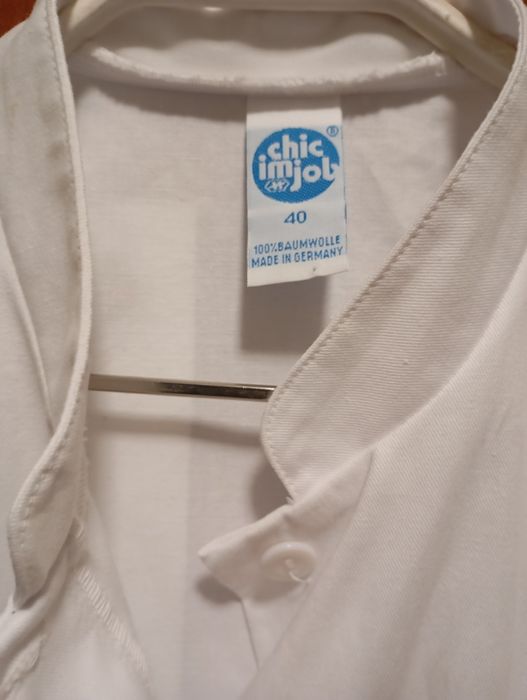 chic
im job
®
40
100%BAUMWOLLE
MADE IN GERMANY